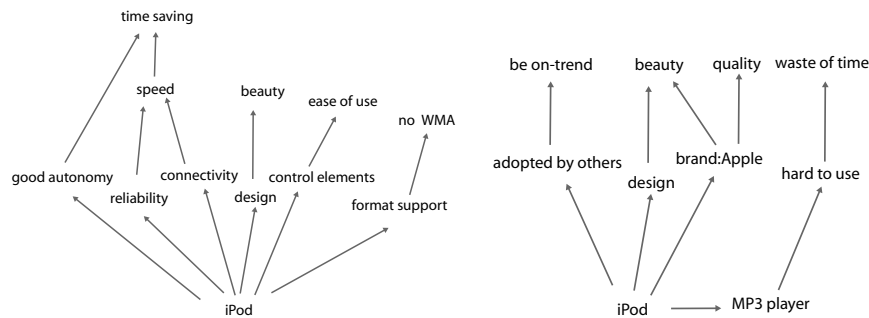 time saving
speed
beauty
ease of use
no WMA
good autonomy
connectivity
control elements
reliability
design
format support
iPod
be on-trend
beauty
quality
waste of time
adopted by others
brand:Apple
hard to use
design
iPod
MP3 player